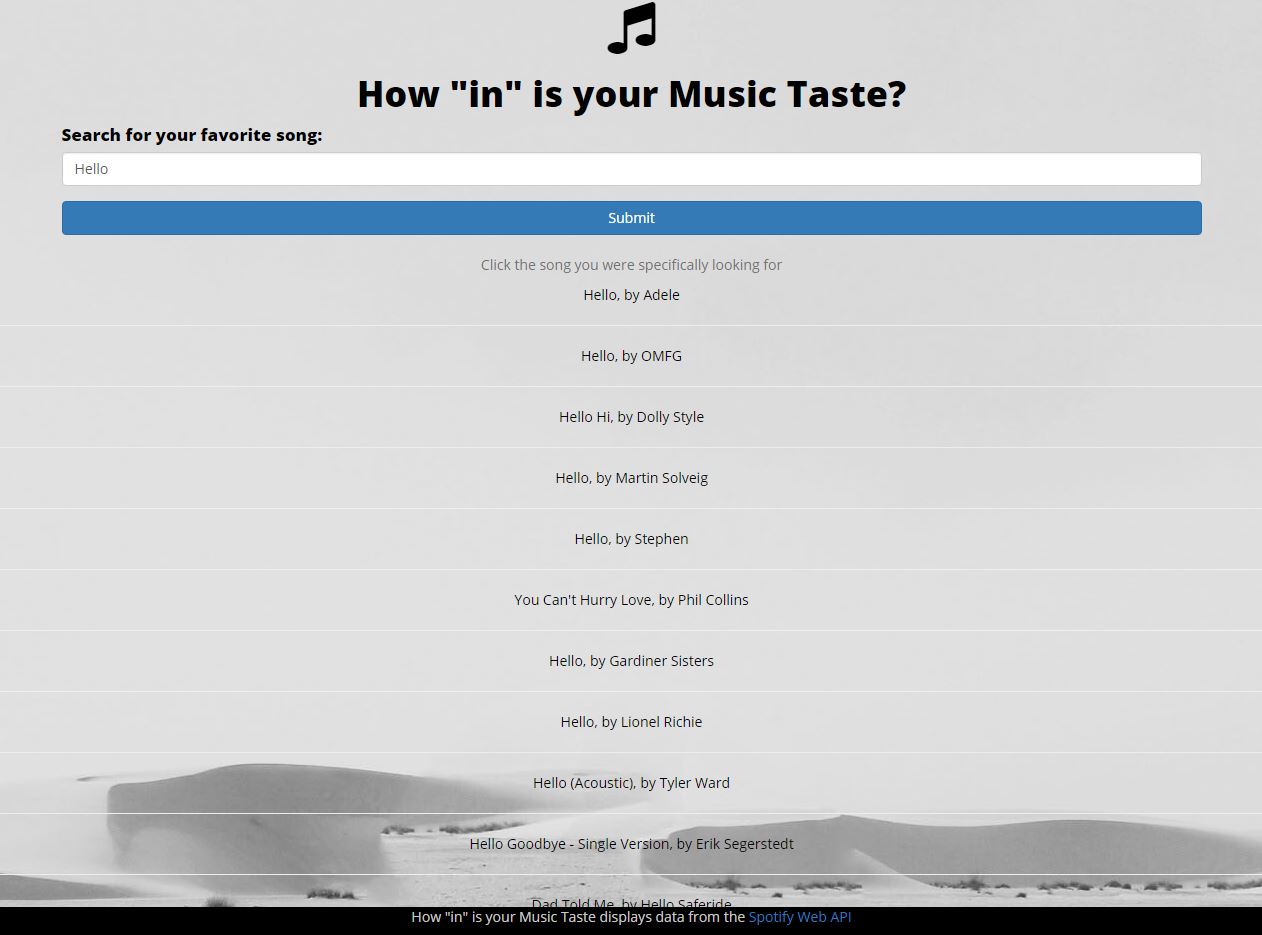 How "in" is your Music Taste?
Search for your favorite song:
Hello
Submit
Click the song you were specifically looking for
Hello, by Adele
Hello, by OMFG
Hello Hi, by Dolly Style
Hello, by Martin Solveig
Hello, by Stephen
You Can't Hurry Love, by Phil Collins
Hello, by Gardiner Sisters
Hello, by Lionel Richie
Hello (Acoustic), by Tyler Ward
Hello Goodbye - Single Version, by Erik Segerstedt
Dad Told Me, by Hello Saferide
How "in" is your Music Taste displays data from the Spotify Web API